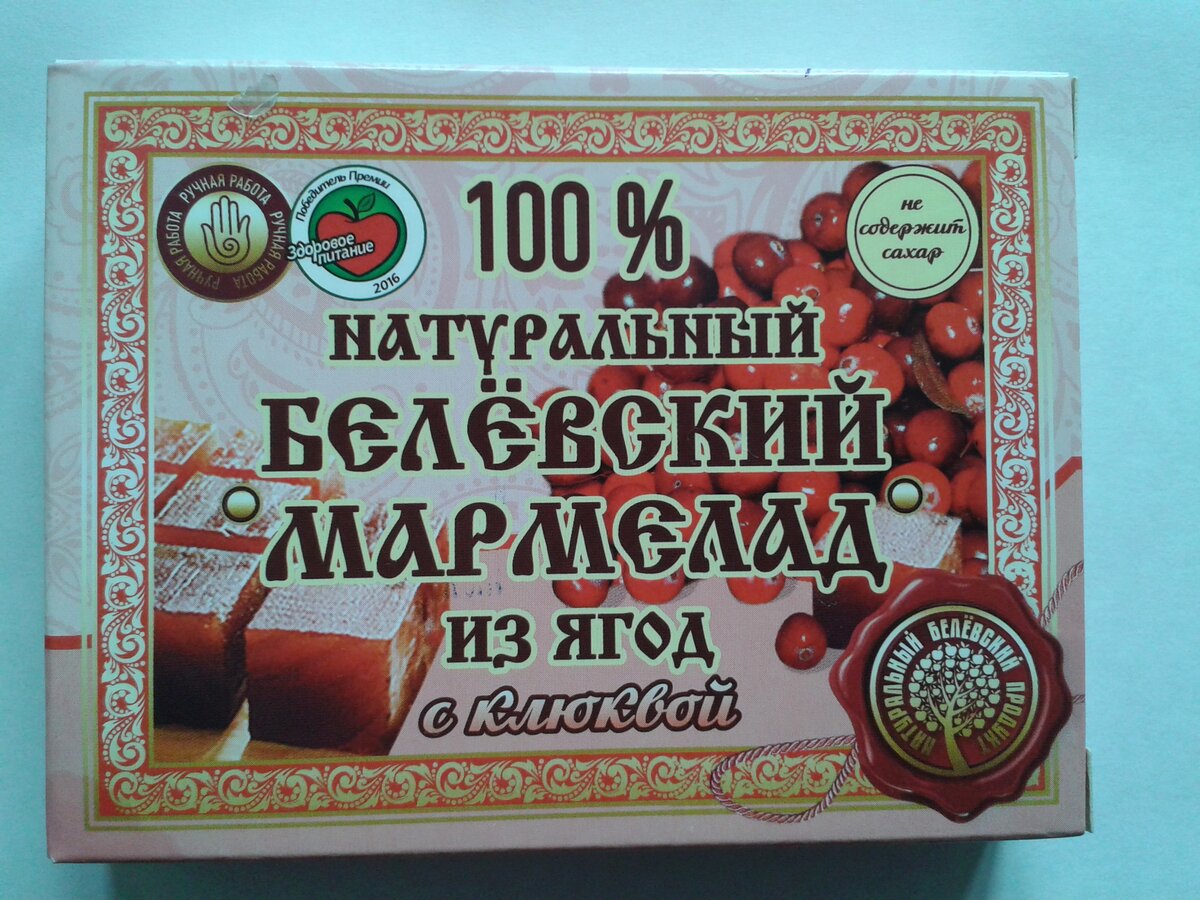 РУЧНАЯ РАБОТА РУЧНАЯ РАБОТА РУЧНАЯ РАБОТА
Победитель Премии
Здоровое
питание
2016
100 %
не
содержит
сахар
НАТУРАЛЬНЫЙ
БЕЛЁВСКИЙ
МАРМЕЛАД
ИЗ ЯГОД
с клюквой
НАТУРАЛЬНЫЙ БЕЛЁВСКИЙ ПРОДУКТ